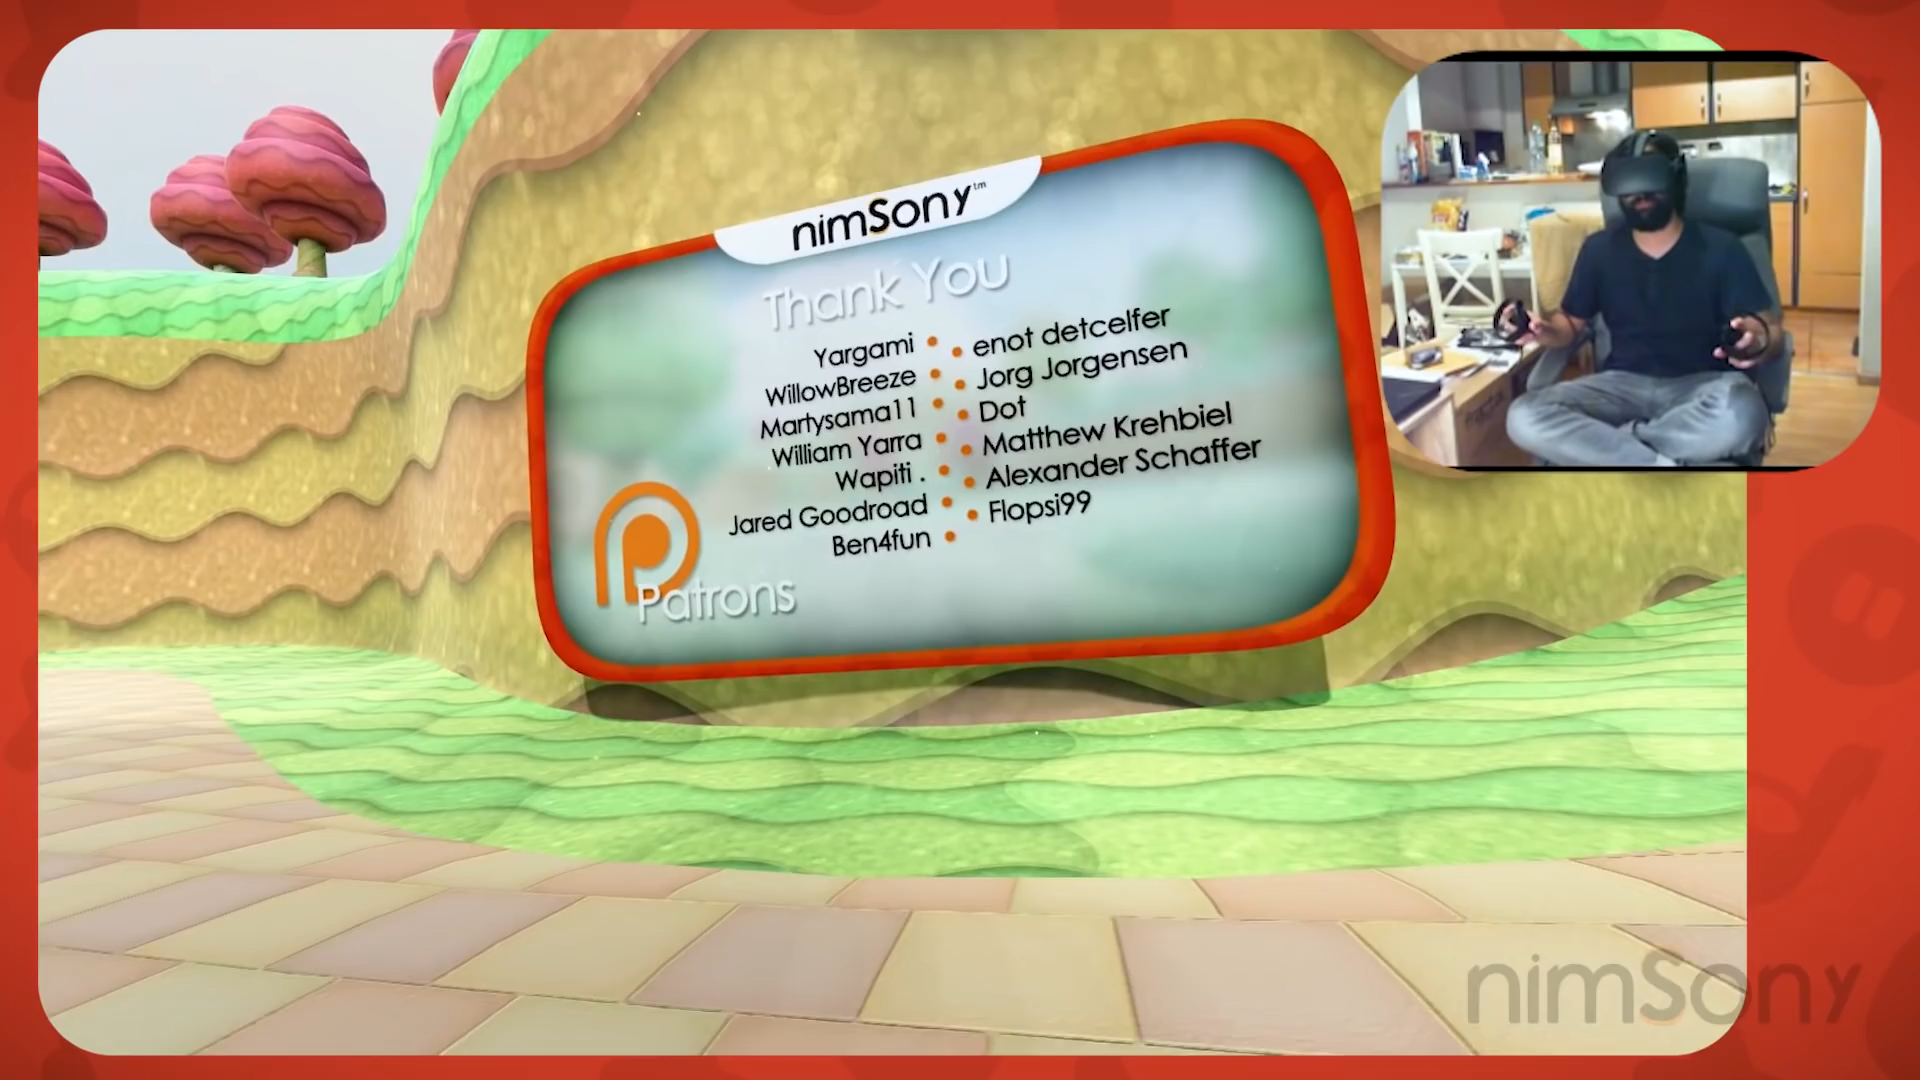 nimSony™
Thank You
Yargami
WillowBreeze
Martysama11
William Yarra
Wapiti .
Jared Goodroad
Ben4fun
enot detcelfer
Jorg Jorgensen
Dot
Matthew Krehbiel
Alexander Schaffer
Flopsi99
Patrons
nimSony